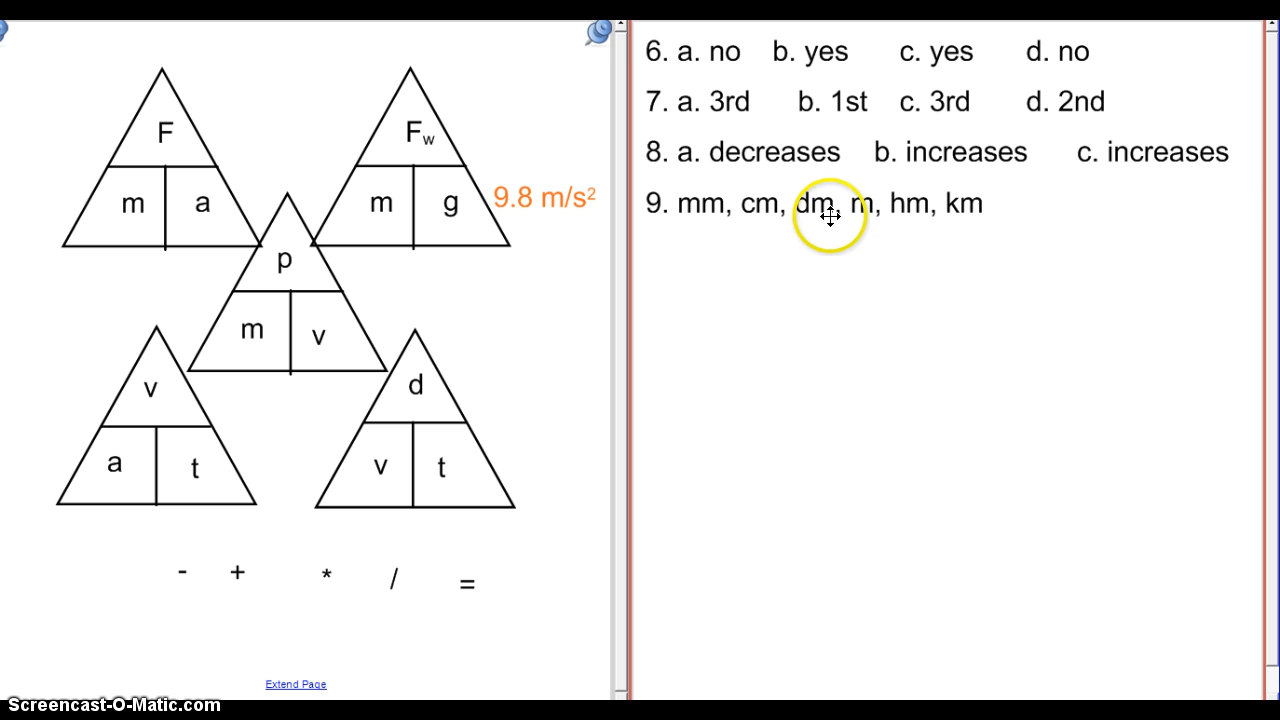 F
m a
Fw
m g 9.8 m/s²
p
m v
v
a t
d
v t
- + * / =
Extend Page
6. a. no b. yes c. yes d. no
7. a. 3rd b. 1st c. 3rd d. 2nd
8. a. decreases b. increases c. increases
9. mm, cm, dm, m, hm, km
Screencast-O-Matic.com